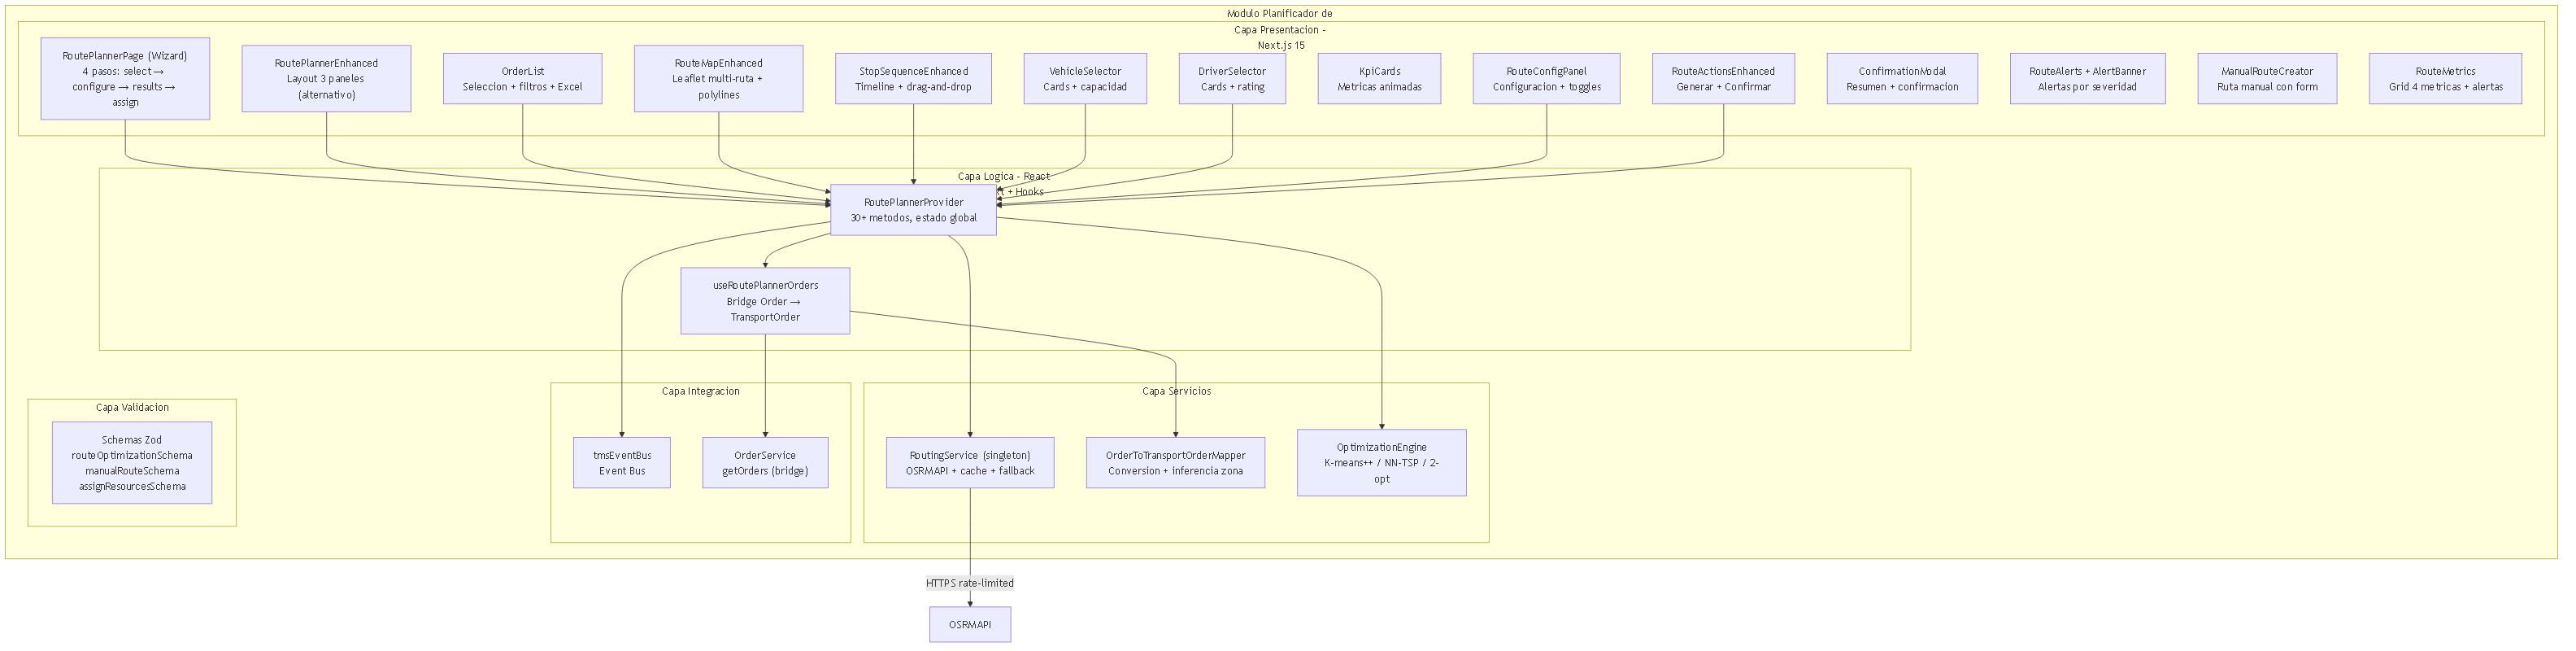 Modulo Planificador de
Capa Presentacion -
Next.js 15
RoutePlannerPage (Wizard)
4 pasos: select →
configure → results →
assign
RoutePlannerEnhanced
Layout 3 paneles
(alternativo)
OrderList
Seleccion + filtros + Excel
RouteMapEnhanced
Leaflet multi-ruta +
polylines
StopSequenceEnhanced
Timeline + drag-and-drop
VehicleSelector
Cards + capacidad
DriverSelector
Cards + rating
KpiCards
Metricas animadas
RouteConfigPanel
Configuracion + toggles
RouteActionsEnhanced
Generar + Confirmar
ConfirmationModal
Resumen + confirmacion
RouteAlerts + AlertBanner
Alertas por severidad
ManualRouteCreator
Ruta manual con form
RouteMetrics
Grid 4 metricas + alertas
Capa Logica - React
+ Hooks
RoutePlannerProvider
30+ metodos, estado global
useRoutePlannerOrders
Bridge Order →
TransportOrder
Capa Validacion
Schemas Zod
routeOptimizationSchema
manualRouteSchema
assignResourcesSchema
Capa Integracion
tmsEventBus
Event Bus
OrderService
getOrders (bridge)
Capa Servicios
RoutingService (singleton)
OSRMAPI + cache + fallback
OrderToTransportOrderMapper
Conversion + inferencia zona
OptimizationEngine
K-means++ / NN-TSP / 2-
opt
HTTPS rate-limited
OSRMAPI